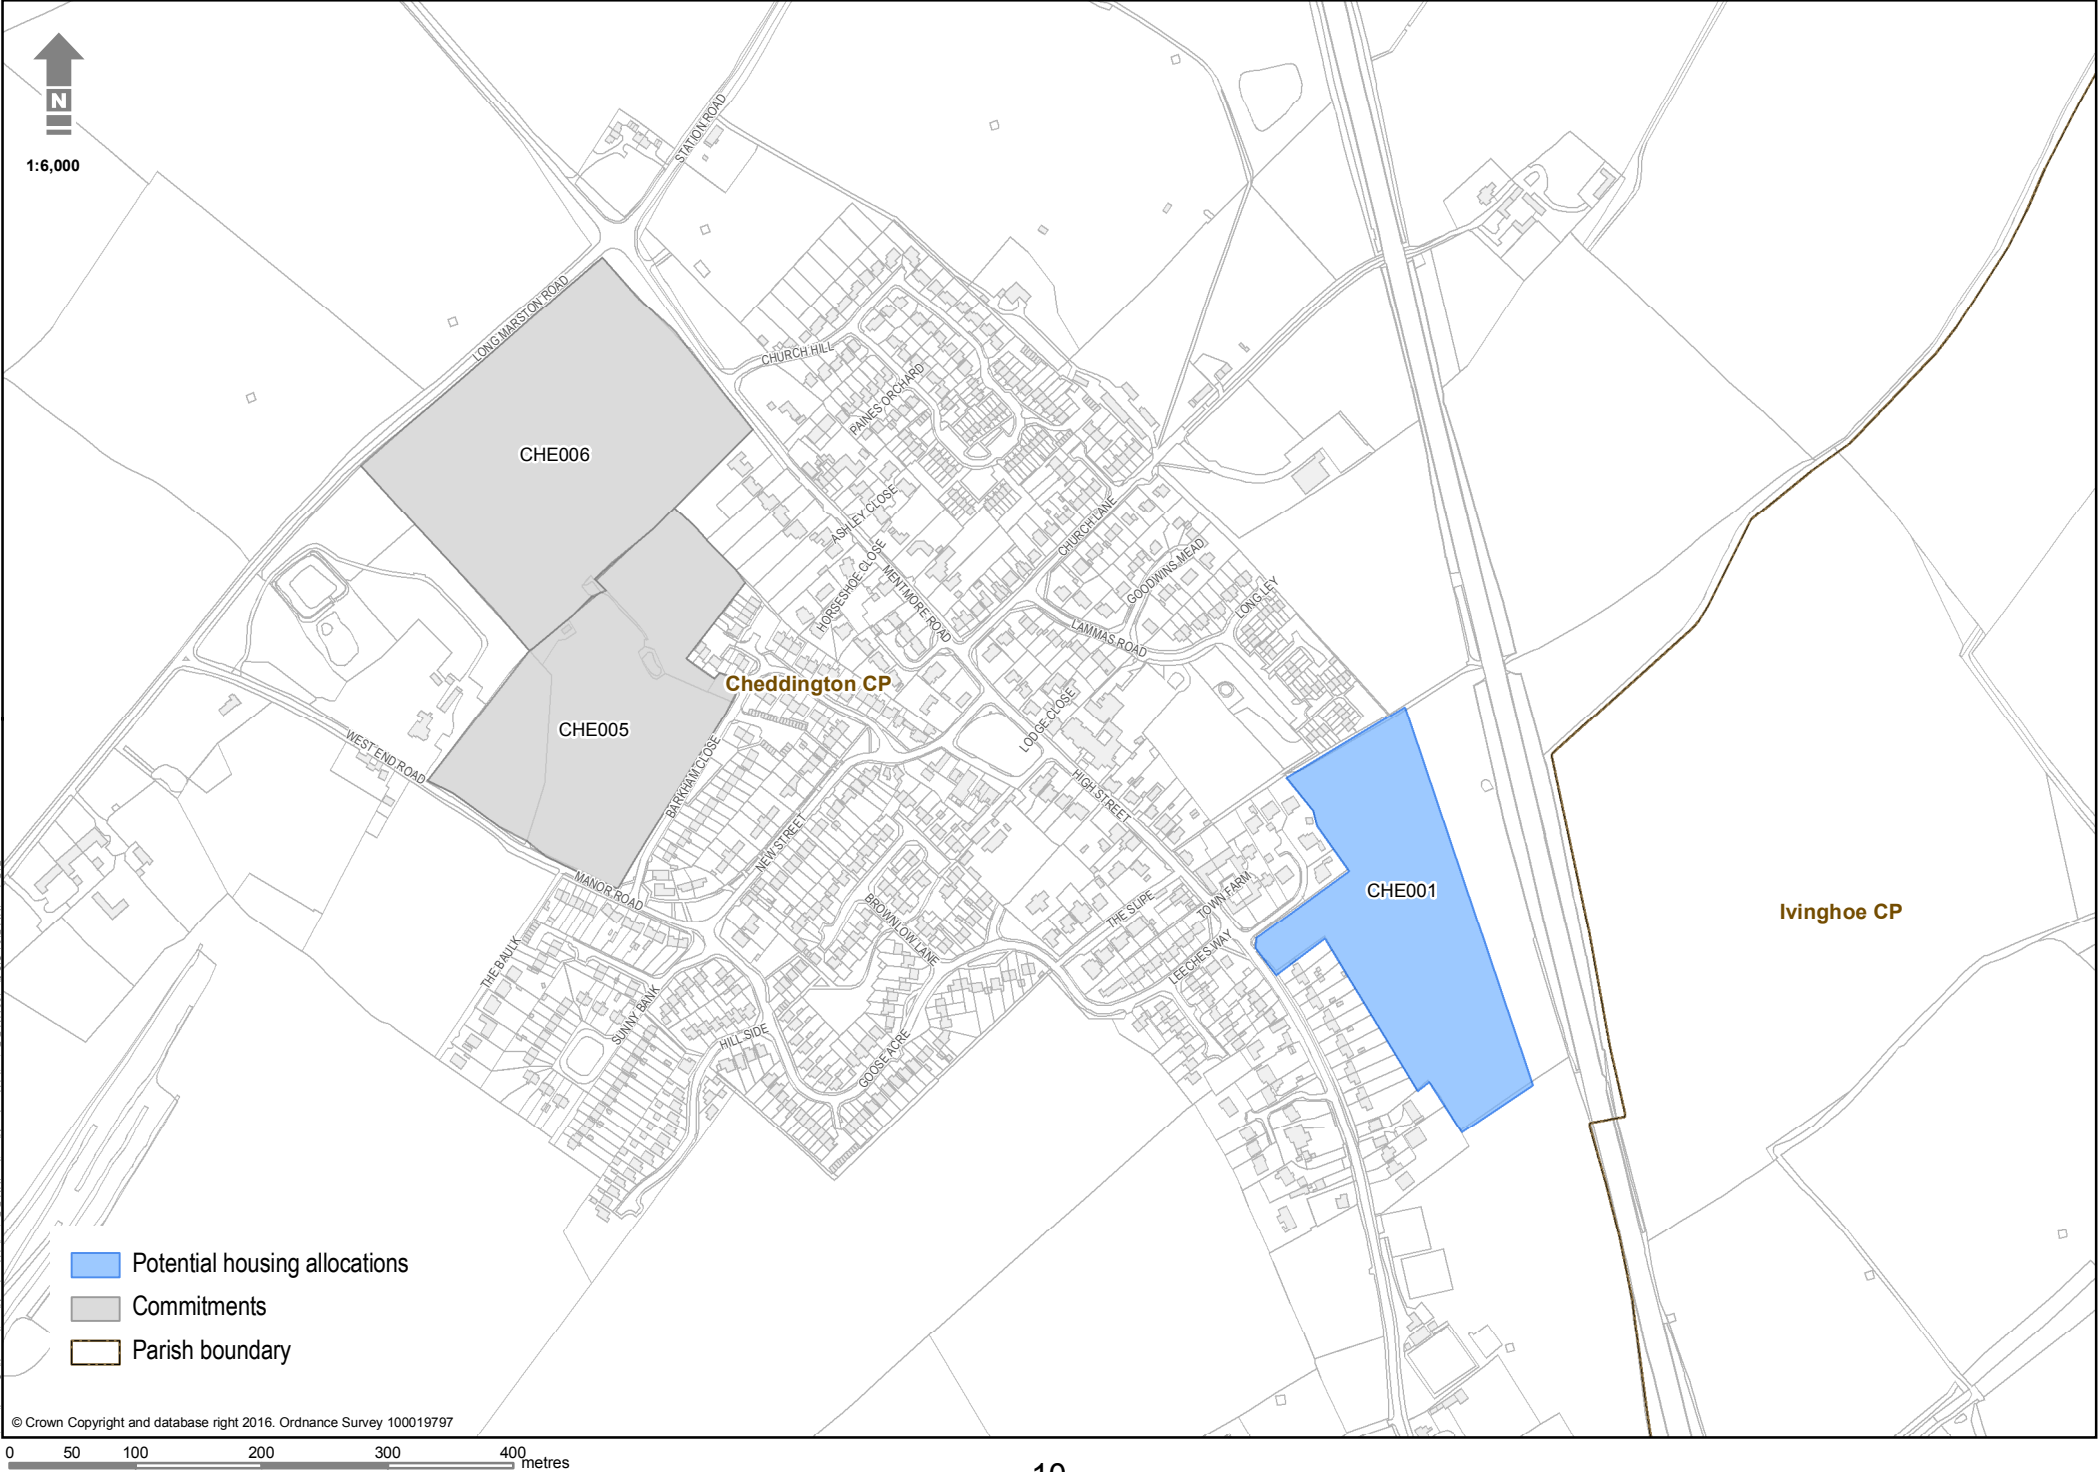 N
1:6,000
STATION ROAD
LONG MARSTON ROAD
CHURCH HILL
PAINES ORCHARD
CHE006
ASHLEY CLOSE
CHURCH LANE
HORSESHOE CLOSE
MENTMORE ROAD
GOODWINS MEAD
LONG LEY
LAMMAS ROAD
Cheddington CP
CHE005
LODGE CLOSE
WEST END ROAD
BARKHAM CLOSE
HIGH STREET
NEW STREET
MANOR ROAD
CHE001
TOWN FARM
THE SLIPE
BROWNLOW LANE
Ivinghoe CP
LEECHES WAY
THE BAULK
SUNNY BANK
HILL SIDE
GOOSE ACRE
Potential housing allocations
Commitments
Parish boundary
© Crown Copyright and database right 2016. Ordnance Survey 100019797
0 50 100 200 300 400
metres